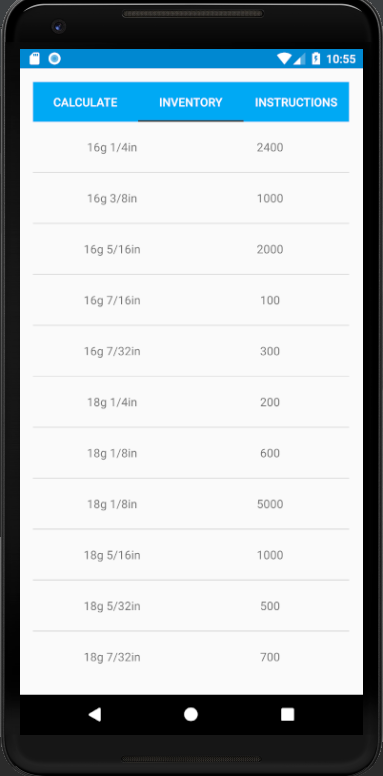 10:55
CALCULATE INVENTORY INSTRUCTIONS
16g 1/4in 2400
16g 3/8in 1000
16g 5/16in 2000
16g 7/16in 100
16g 7/32in 300
18g 1/4in 200
18g 1/8in 600
18g 1/8in 5000
18g 5/16in 1000
18g 5/32in 500
18g 7/32in 700